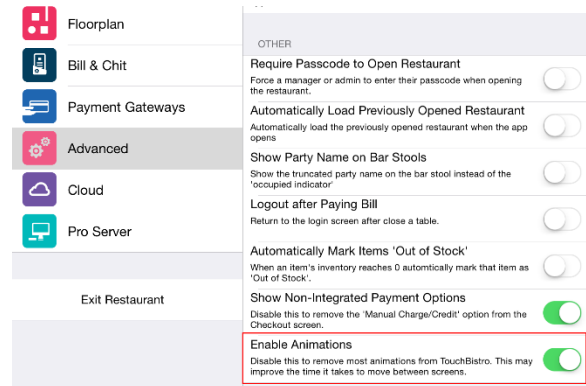 Floorplan
Bill & Chit
Payment Gateways
Advanced
Cloud
Pro Server
Exit Restaurant
OTHER
Require Passcode to Open Restaurant
Force a manager or admin to enter their passcode when opening
the restaurant.
Automatically Load Previously Opened Restaurant
Automatically load the previously opened restaurant when the app
opens
Show Party Name on Bar Stools
Show the truncated party name on the bar stool instead of the
'occupied indicator'
Logout after Paying Bill
Return to the login screen after close a table.
Automatically Mark Items 'Out of Stock'
When an item's inventory reaches 0 automtically mark that item as
'Out of Stock'.
Show Non-Integrated Payment Options
Disable this to remove the 'Manual Charge/Credit' option from the
Checkout screen.
Enable Animations
Disable this to remove most animations from TouchBistro. This may
improve the time it takes to move between screens.